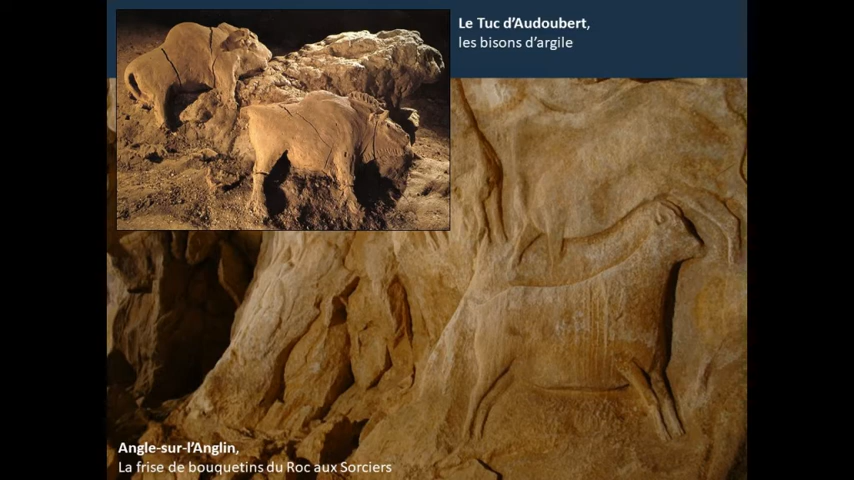 Le Tuc d'Audoubert,
les bisons d'argile
Angle-sur-l'Anglin,
La frise de bouquetins du Roc aux Sorciers